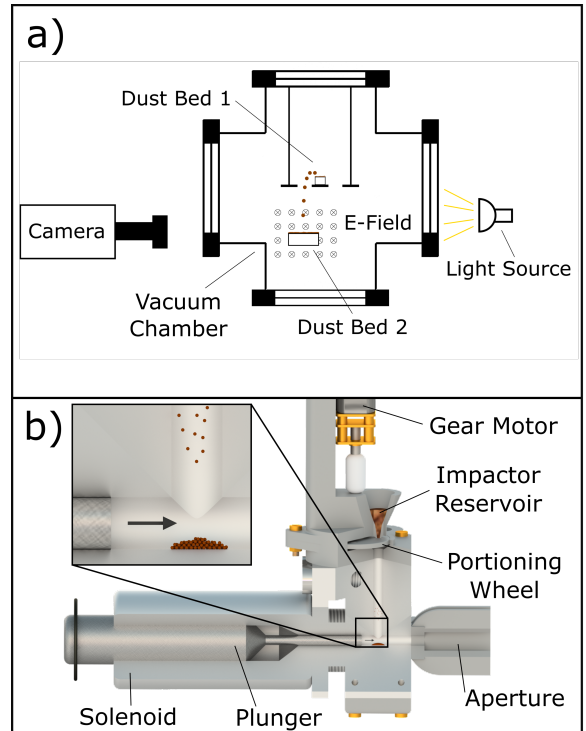 a)
Dust Bed 1
E-Field
Camera
Light Source
Vacuum
Chamber
Dust Bed 2
b)
Gear Motor
Impactor
Reservoir
Portioning
Wheel
Aperture
Solenoid
Plunger